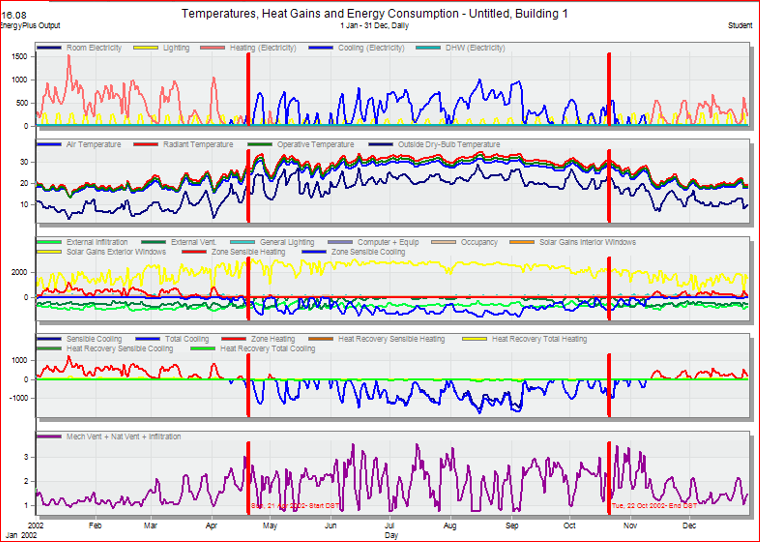 Temperatures, Heat Gains and Energy Consumption - Untitled, Building 1
16.08
EnergyPlus Output 1 Jan - 31 Dec, Daily Student
Room Electricity Lighting Heating (Electricity) Cooling (Electricity) DHW (Electricity)
1500
1000
500
0
Air Temperature Radiant Temperature Operative Temperature Outside Dry-Bulb Temperature
30
20
10
External Infiltration External Vent. General Lighting Computer + Equip Occupancy Solar Gains Interior Windows
Solar Gains Exterior Windows Zone Sensible Heating Zone Sensible Cooling
2000
0
Sensible Cooling Total Cooling Zone Heating Heat Recovery Sensible Heating Heat Recovery Total Heating
Heat Recovery Sensible Cooling Heat Recovery Total Cooling
1000
0
-1000
Mech Vent + Nat Vent + Infiltration
3
2
1
Sun, 21 Apr 2002- Start DST Tue, 22 Oct 2002- End DST
2002 Feb Mar Apr May Jun Jul Aug Sep Oct Nov Dec
Jan 2002 Day